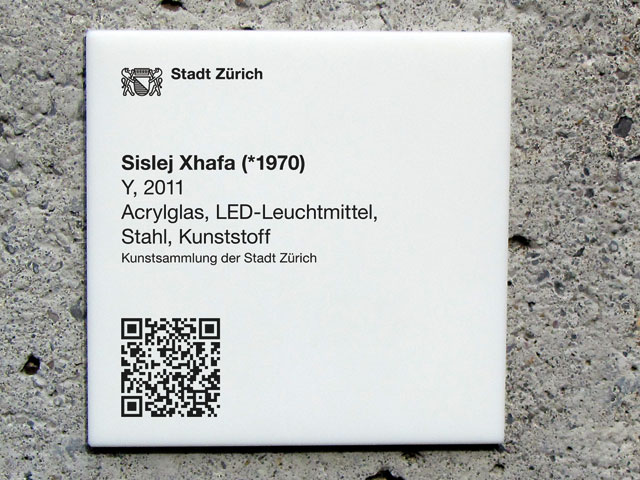 Stadt Zürich
Sislej Xhafa (*1970)
Y, 2011
Acrylglas, LED-Leuchtmittel,
Stahl, Kunststoff
Kunstsammlung der Stadt Zürich